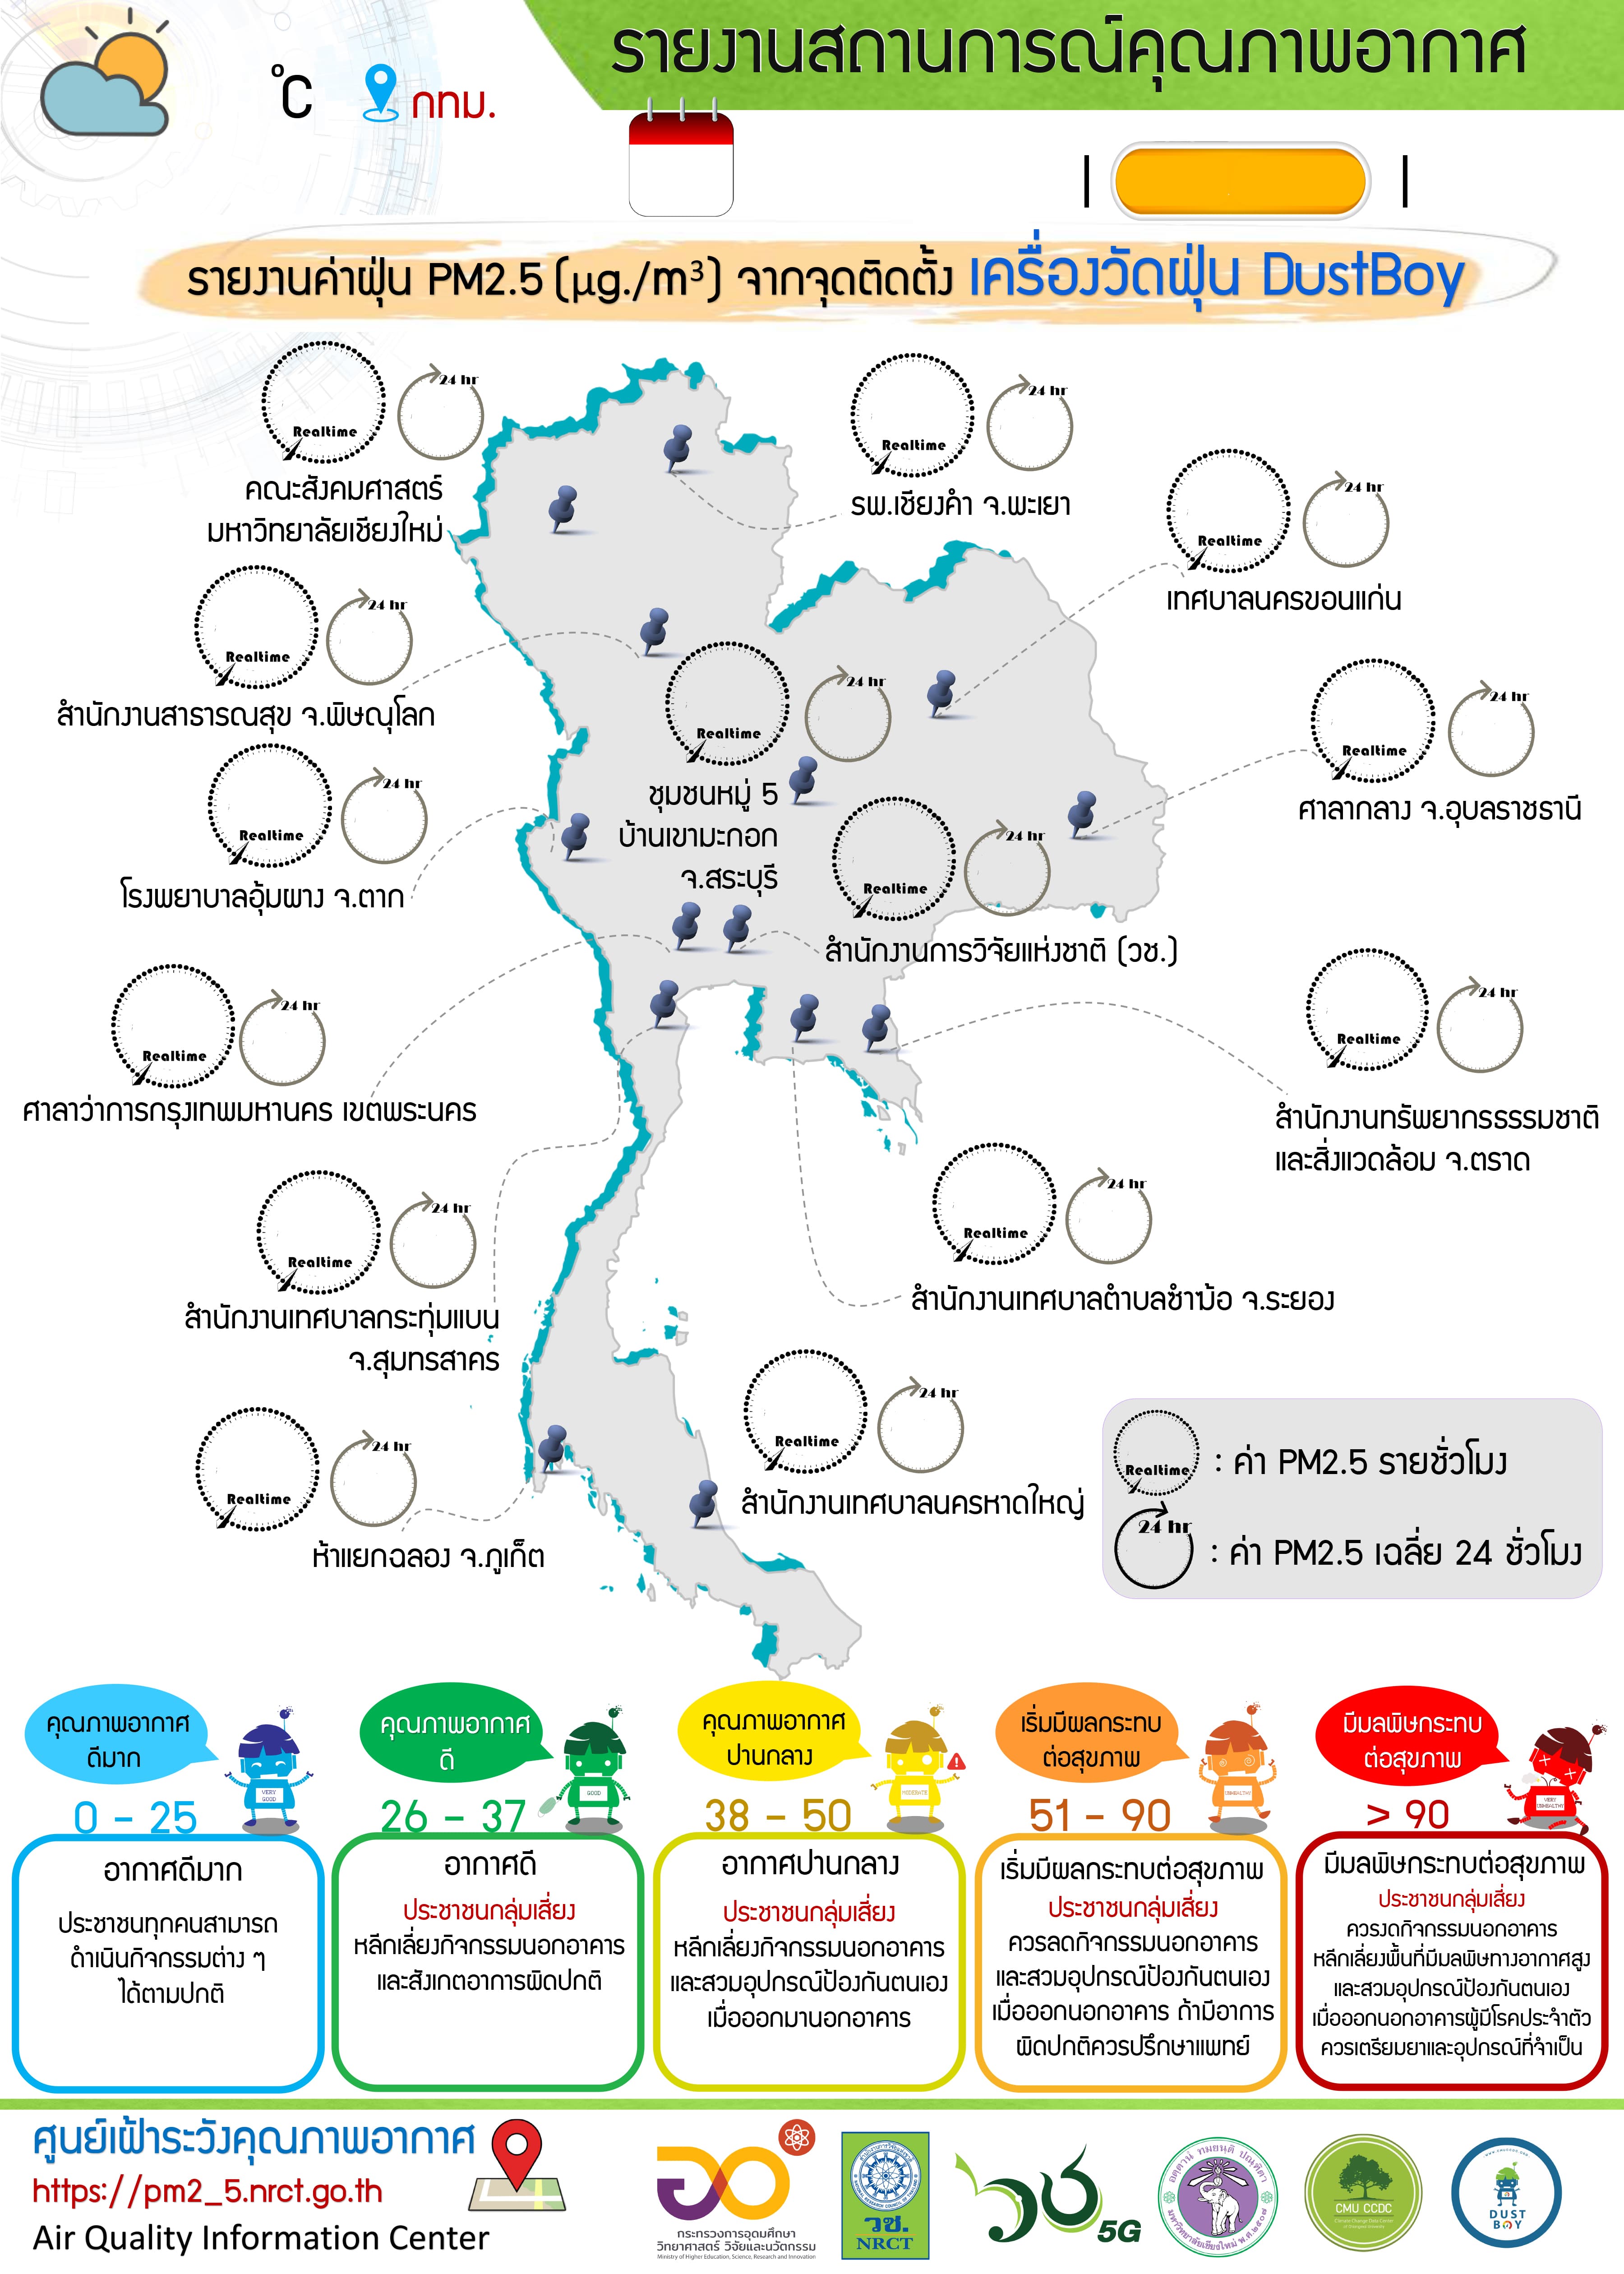 รายงานสถานการณ์คุณภาพอากาศ
°C
กทม.
รายงานค่าฝุ่น PM2.5 (µg./m³) จากจุดติดตั้ง เครื่องวัดฝุ่น DustBoy
Realtime
24 hr
คณะสังคมศาสตร์
มหาวิทยาลัยเชียงใหม่
Realtime
24 hr
รพ.เชียงคำ จ.พะเยา
Realtime
24 hr
เทศบาลนครขอนแก่น
Realtime
24 hr
สำนักงานสาธารณสุข จ.พิษณุโลก
Realtime
24 hr
ชุมชนหมู่ 5
บ้านเขามะกอก
จ.สระบุรี
Realtime
24 hr
ศาลากลาง จ.อุบลราชธานี
Realtime
24 hr
โรงพยาบาลอุ้มผาง จ.ตาก
Realtime
24 hr
สำนักงานการวิจัยแห่งชาติ (วช.)
Realtime
24 hr
ศาลาว่าการกรุงเทพมหานคร เขตพระนคร
Realtime
24 hr
สำนักงานทรัพยากรธรรมชาติ
และสิ่งแวดล้อม จ.ตราด
Realtime
24 hr
สำนักงานเทศบาลกระทุ่มแบน
จ.สุมทรสาคร
Realtime
24 hr
สำนักงานเทศบาลตำบลชำฆ้อ จ.ระยอง
Realtime
24 hr
สำนักงานเทศบาลนครหาดใหญ่
Realtime
24 hr
ห้าแยกฉลอง จ.ภูเก็ต
Realtime
: ค่า PM2.5 รายชั่วโมง
24 hr
: ค่า PM2.5 เฉลี่ย 24 ชั่วโมง
คุณภาพอากาศ
ดีมาก
VERY
GOOD
0 - 25
อากาศดีมาก
ประชาชนทุกคนสามารถ
ดำเนินกิจกรรมต่าง ๆ
ได้ตามปกติ
คุณภาพอากาศ
ดี
GOOD
26 - 37
อากาศดี
ประชาชนกลุ่มเสี่ยง
หลีกเลี่ยงกิจกรรมนอกอาคาร
และสังเกตอาการผิดปกติ
คุณภาพอากาศ
ปานกลาง
MODERATE
38 - 50
อากาศปานกลาง
ประชาชนกลุ่มเสี่ยง
หลีกเลี่ยงกิจกรรมนอกอาคาร
และสวมอุปกรณ์ป้องกันตนเอง
เมื่อออกมานอกอาคาร
เริ่มมีผลกระทบ
ต่อสุขภาพ
UNHEALTHY
51 - 90
เริ่มมีผลกระทบต่อสุขภาพ
ประชาชนกลุ่มเสี่ยง
ควรลดกิจกรรมนอกอาคาร
และสวมอุปกรณ์ป้องกันตนเอง
เมื่อออกนอกอาคาร ถ้ามีอาการ
ผิดปกติควรปรึกษาแพทย์
มีมลพิษกระทบ
ต่อสุขภาพ
VERY
UNHEALTHY
> 90
มีมลพิษกระทบต่อสุขภาพ
ประชาชนกลุ่มเสี่ยง
ควรงดกิจกรรมนอกอาคาร
หลีกเลี่ยงพื้นที่มีมลพิษทางอากาศสูง
และสวมอุปกรณ์ป้องกันตนเอง
เมื่อออกนอกอาคารผู้มีโรคประจำตัว
ควรเตรียมยาและอุปกรณ์ที่จำเป็น
ศูนย์เฝ้าระวังคุณภาพอากาศ
https://pm2_5.nrct.go.th
Air Quality Information Center
กระทรวงการอุดมศึกษา
วิทยาศาสตร์ วิจัยและนวัตกรรม
Ministry of Higher Education, Science, Research and Innovation
วช.
NRCT
5G
อตฺตานํ ทมยนฺติ ปณฺฑิตา
มหาวิทยาลัยเชียงใหม่ พ.ศ.๒๕๐๗
CMU CCDC
Climate Change Data Center
DUST
BOY